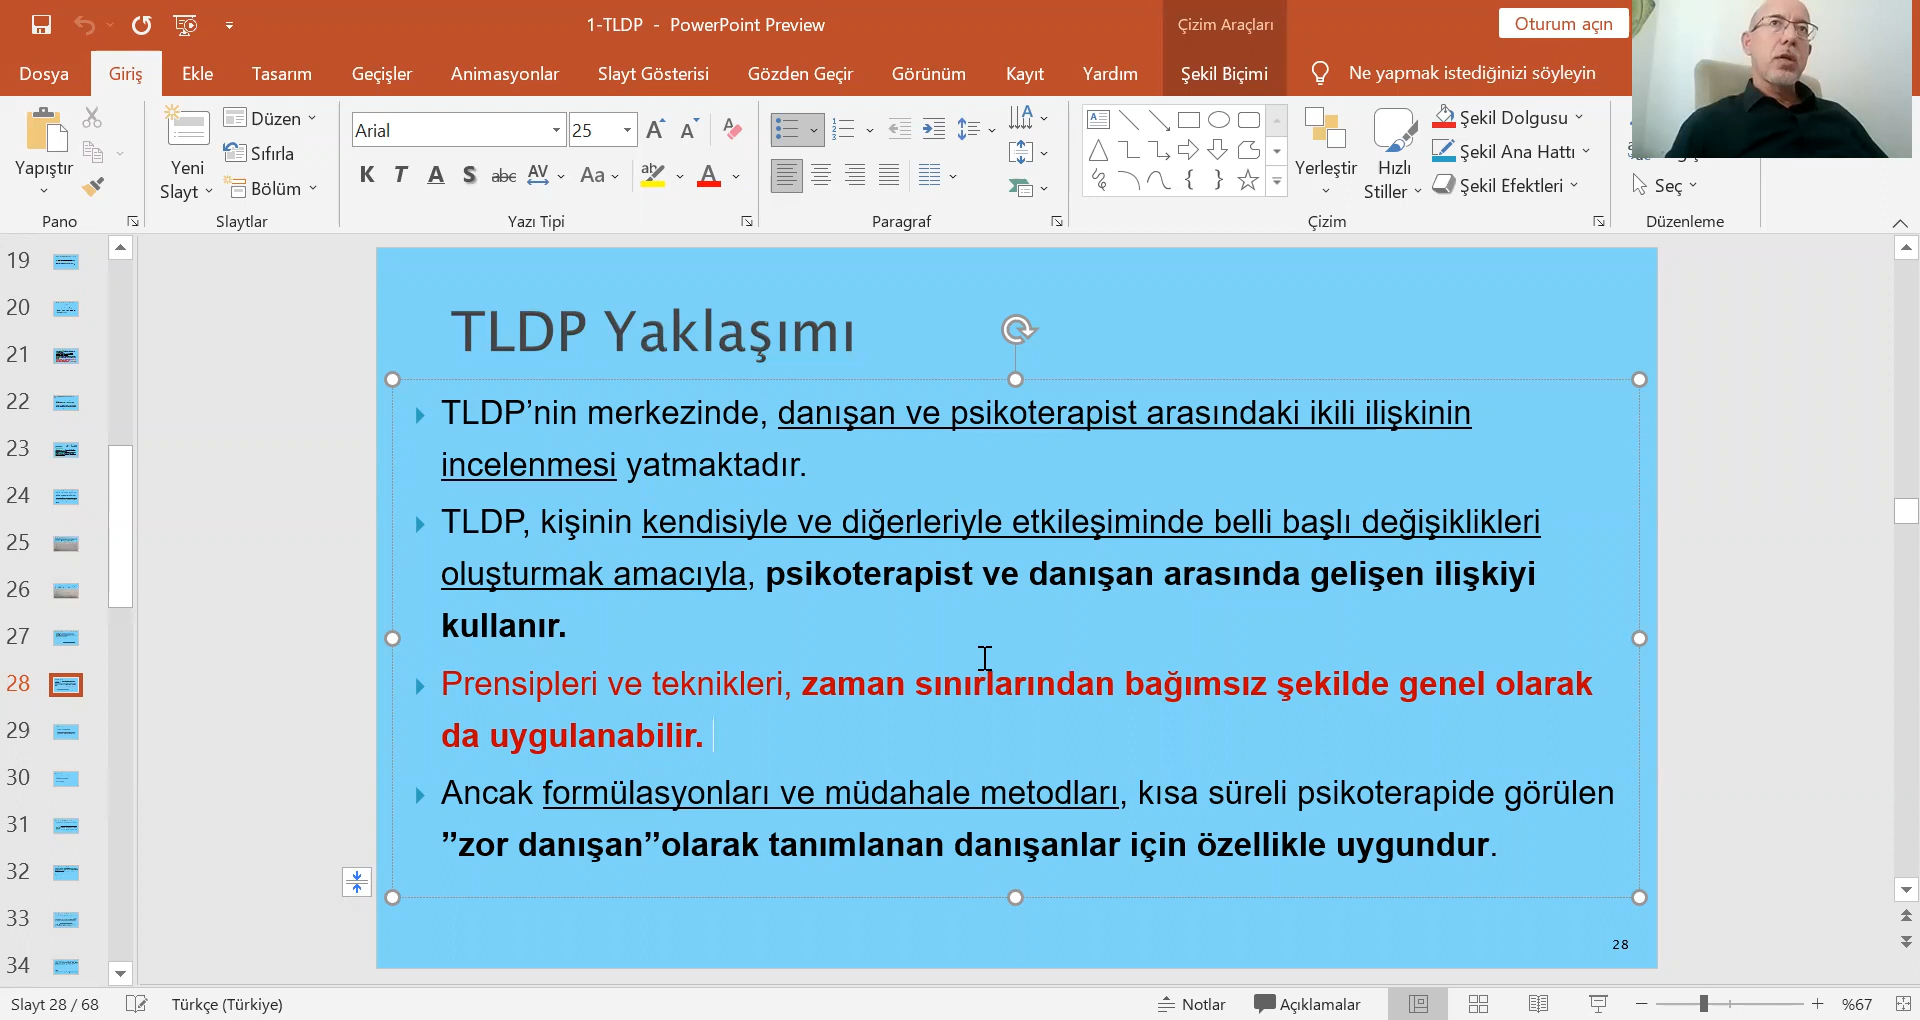 1-TLDP - PowerPoint Preview
Çizim Araçları
Oturum açın
Dosya
Giriş
Ekle
Tasarım
Geçişler
Animasyonlar
Slayt Gösterisi
Gözden Geçir
Görünüm
Kayıt
Yardım
Şekil Biçimi
Ne yapmak istediğinizi söyleyin
Yapıştır
Pano
Yeni
Slayt
Düzen
Sıfırla
Bölüm
Slaytlar
Arial
25
K T A S abc AV Aa A
Yazı Tipi
Paragraf
Yerleştir
Hızlı
Stiller
Şekil Dolgusu
Şekil Ana Hattı
Şekil Efektleri
Çizim
Seç
Düzenleme
19
20
21
22
23
24
25
26
27
28
29
30
31
32
33
34
TLDP Yaklaşımı
TLDP’nin merkezinde, danışan ve psikoterapist arasındaki ikili ilişkinin
incelenmesi yatmaktadır.
TLDP, kişinin kendisiyle ve diğerleriyle etkileşiminde belli başlı değişiklikleri
oluşturmak amacıyla, psikoterapist ve danışan arasında gelişen ilişkiyi
kullanır.
Prensipleri ve teknikleri, zaman sınırlarından bağımsız şekilde genel olarak
da uygulanabilir.
Ancak formülasyonları ve müdahale metodları, kısa süreli psikoterapide görülen
”zor danışan”olarak tanımlanan danışanlar için özellikle uygundur.
28
Slayt 28 / 68
Türkçe (Türkiye)
Notlar
Açıklamalar
%67